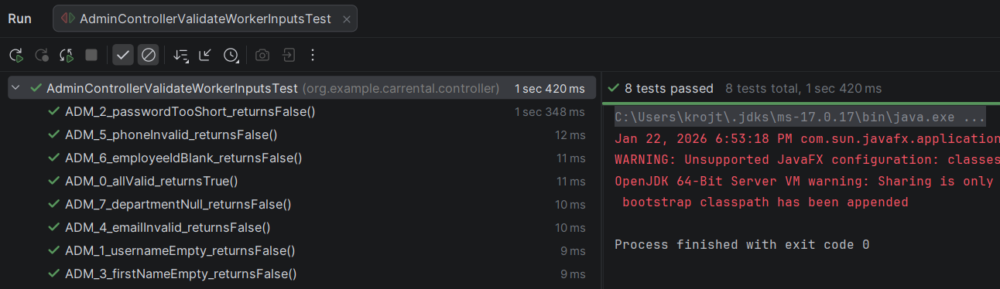 Run AdminControllerValidateWorkerInputsTest
AdminControllerValidateWorkerInputsTest (org.example.carrental.controller) 1 sec 420 ms
ADM_2_passwordTooShort_returnsFalse() 1 sec 348 ms
ADM_5_phoneInvalid_returnsFalse() 12 ms
ADM_6_employeeIdBlank_returnsFalse() 11 ms
ADM_0_allValid_returnsTrue() 11 ms
ADM_7_departmentNull_returnsFalse() 10 ms
ADM_4_emailInvalid_returnsFalse() 10 ms
ADM_1_usernameEmpty_returnsFalse() 9 ms
ADM_3_firstNameEmpty_returnsFalse() 9 ms
8 tests passed 8 tests total, 1 sec 420 ms
C:\Users\krojt\.jdks\ms-17.0.17\bin\java.exe ...
Jan 22, 2026 6:53:18 PM com.sun.javafx.application
WARNING: Unsupported JavaFX configuration: classes
OpenJDK 64-Bit Server VM warning: Sharing is only
bootstrap classpath has been appended
Process finished with exit code 0